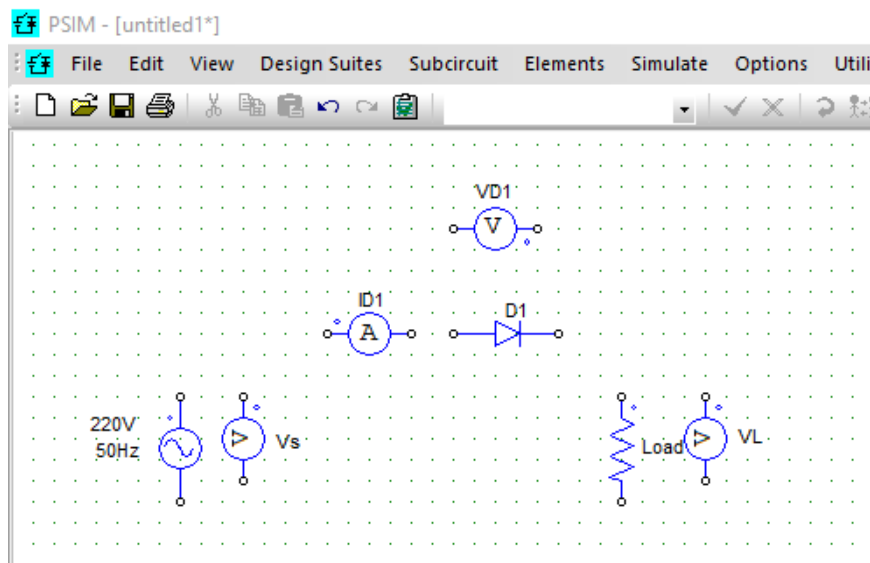 PSIM - [untitled1*]
File Edit View Design Suites Subcircuit Elements Simulate Options Utili
VD1
V
ID1
A
D1
220V
50Hz
V
Vs
Load
V
VL